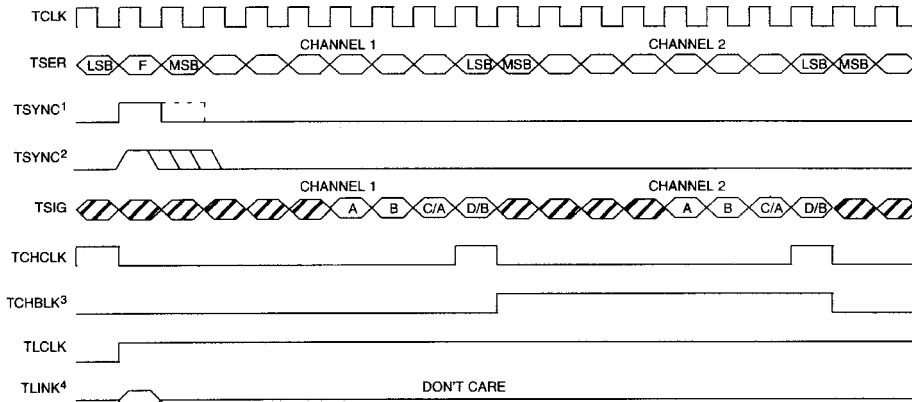 TCLK
CHANNEL 1 CHANNEL 2
TSER LSB F MSB LSB MSB LSB MSB
TSYNC¹
TSYNC²
CHANNEL 1 CHANNEL 2
TSIG A B C/A D/B A B C/A D/B
TCHCLK
TCHBLK³
TLCLK
TLINK⁴ DON'T CARE